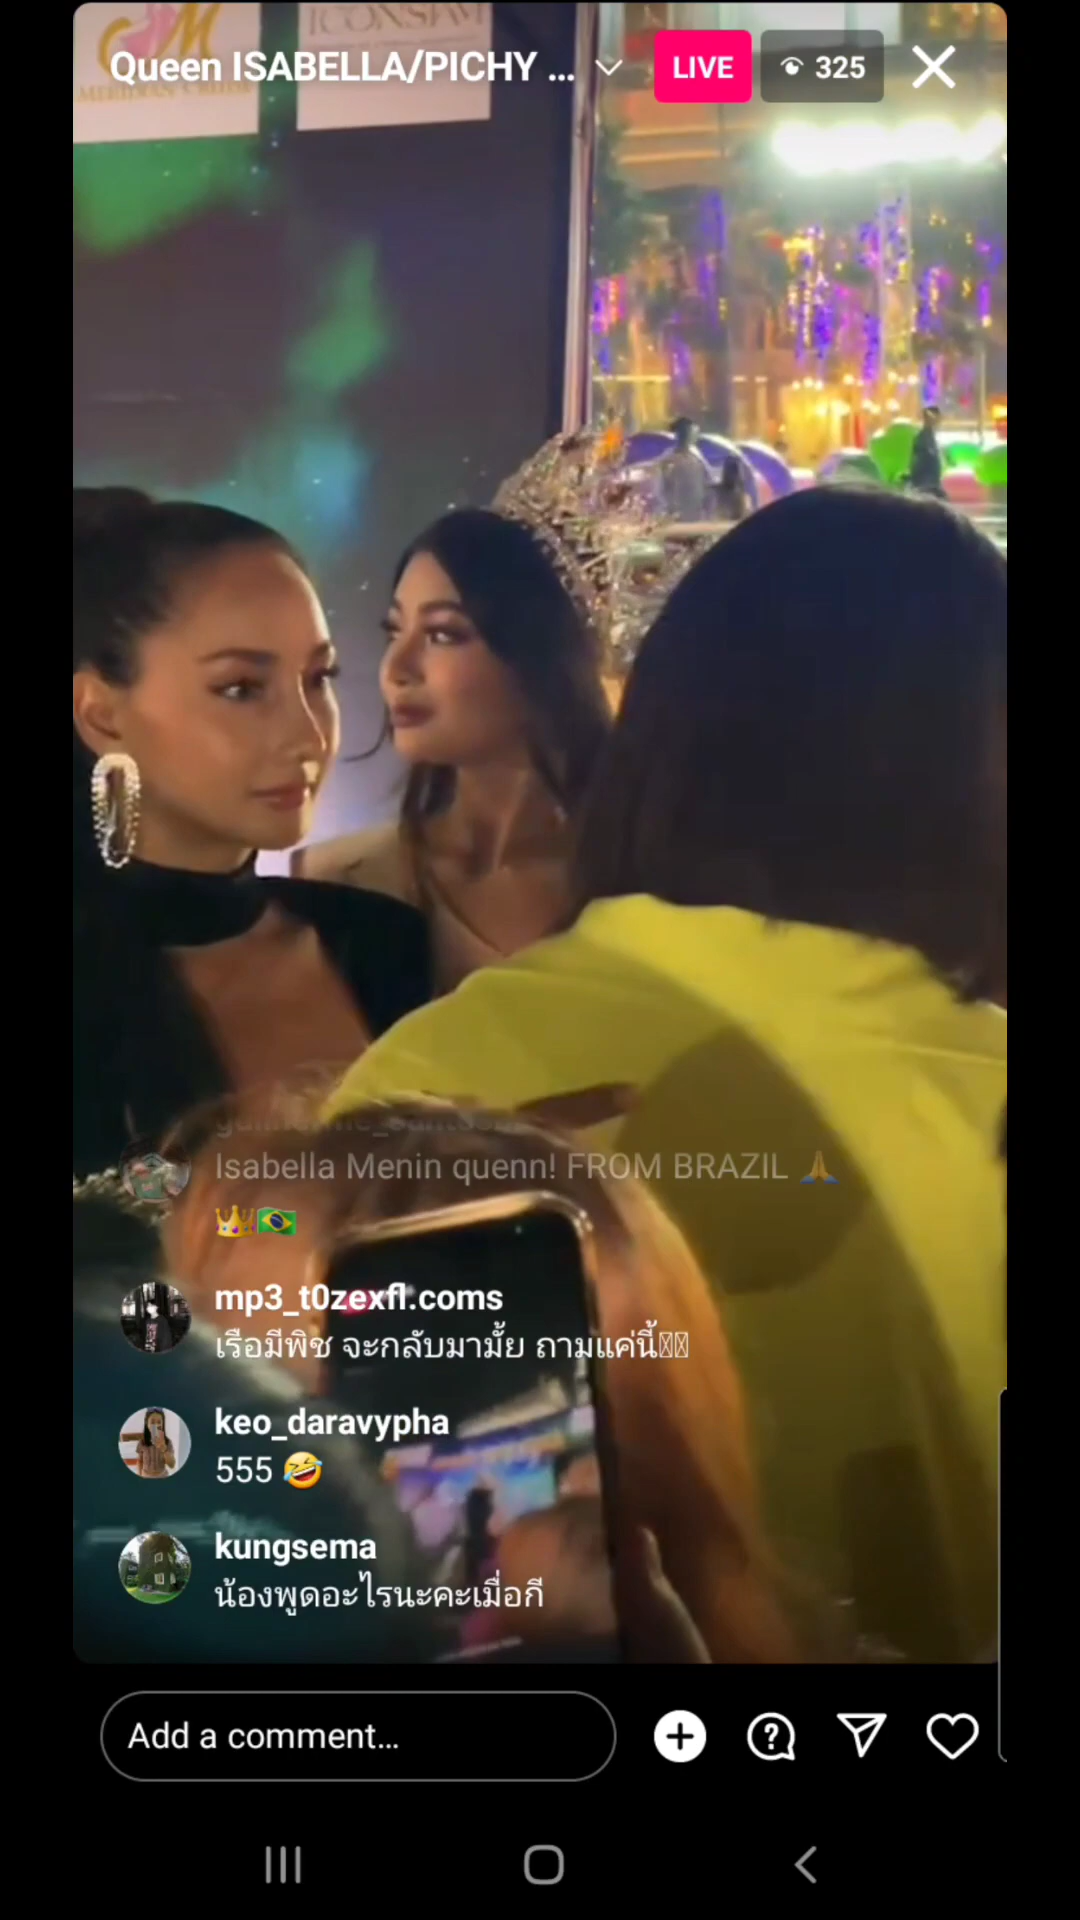 ICONSIAM
Queen ISABELLA/PICHY ...
LIVE
325
Isabella Menin quenn! FROM BRAZIL 🙏
👑🇧🇷
mp3_t0zexfl.coms
เรือมีพิช จะกลับมามั้ย ถามแค่นี้
keo_daravypha
555 🤣
kungsema
น้องพูดอะไรนะคะเมื่อกี
Add a comment...